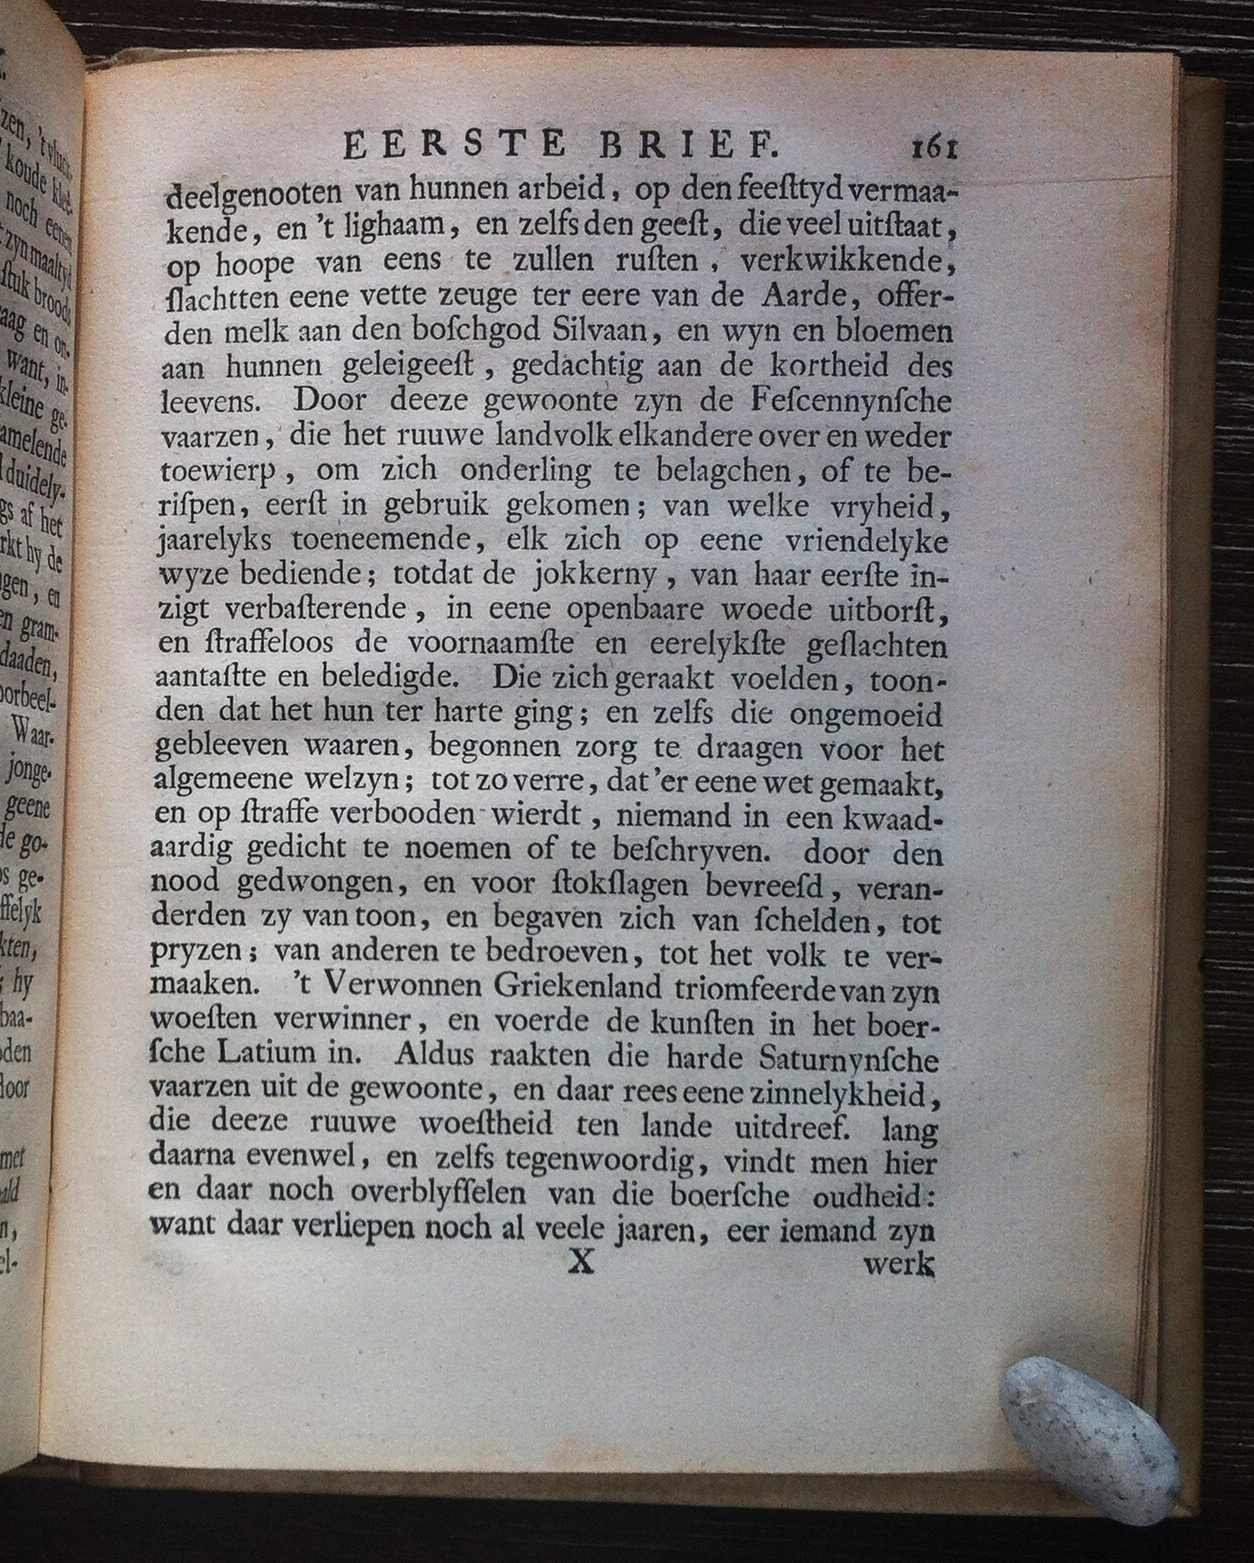 EERSTE BRIEF. 161
deelgenooten van hunnen arbeid, op den feeſttyd vermaa-
kende, en 't lighaam, en zelfs den geeſt, die veel uitſtaat,
op hoope van eens te zullen ruſten, verkwikkende,
ſlachtten eene vette zeuge ter eere van de Aarde, offer-
den melk aan den boſchgod Silvaan, en wyn en bloemen
aan hunnen geleigeeſt, gedachtig aan de kortheid des
leevens. Door deeze gewoonte zyn de Feſcennynſche
vaarzen, die het ruuwe landvolk elkandere over en weder
toewierp, om zich onderling te belagchen, of te be-
riſpen, eerſt in gebruik gekomen; van welke vryheid,
jaarelyks toeneemende, elk zich op eene vriendelyke
wyze bediende; totdat de jokkerny, van haar eerſte in-
zigt verbaſterende, in eene openbaare woede uitborſt,
en ſtraffeloos de voornaamſte en eerelykſte geſlachten
aantaſtte en beledigde. Die zich geraakt voelden, toon-
den dat het hun ter harte ging; en zelfs die ongemoeid
gebleeven waaren, begonnen zorg te draagen voor het
algemeene welzyn; tot zo verre, dat 'er eene wet gemaakt,
en op ſtraffe verbooden wierdt, niemand in een kwaad-
aardig gedicht te noemen of te beſchryven. door den
nood gedwongen, en voor ſtokſlagen bevreeſd, veran-
derden zy van toon, en begaven zich van ſchelden, tot
pryzen; van anderen te bedroeven, tot het volk te ver-
maaken. 't Verwonnen Griekenland triomfeerde van zyn
woeſten verwinner, en voerde de kunſten in het boer-
ſche Latium in. Aldus raakten die harde Saturnynſche
vaarzen uit de gewoonte, en daar rees eene zinnelykheid,
die deeze ruuwe woeſtheid ten lande uitdreef. lang
daarna evenwel, en zelfs tegenwoordig, vindt men hier
en daar noch overblyffelen van die boerſche oudheid:
want daar verliepen noch al veele jaaren, eer iemand zyn
X werk